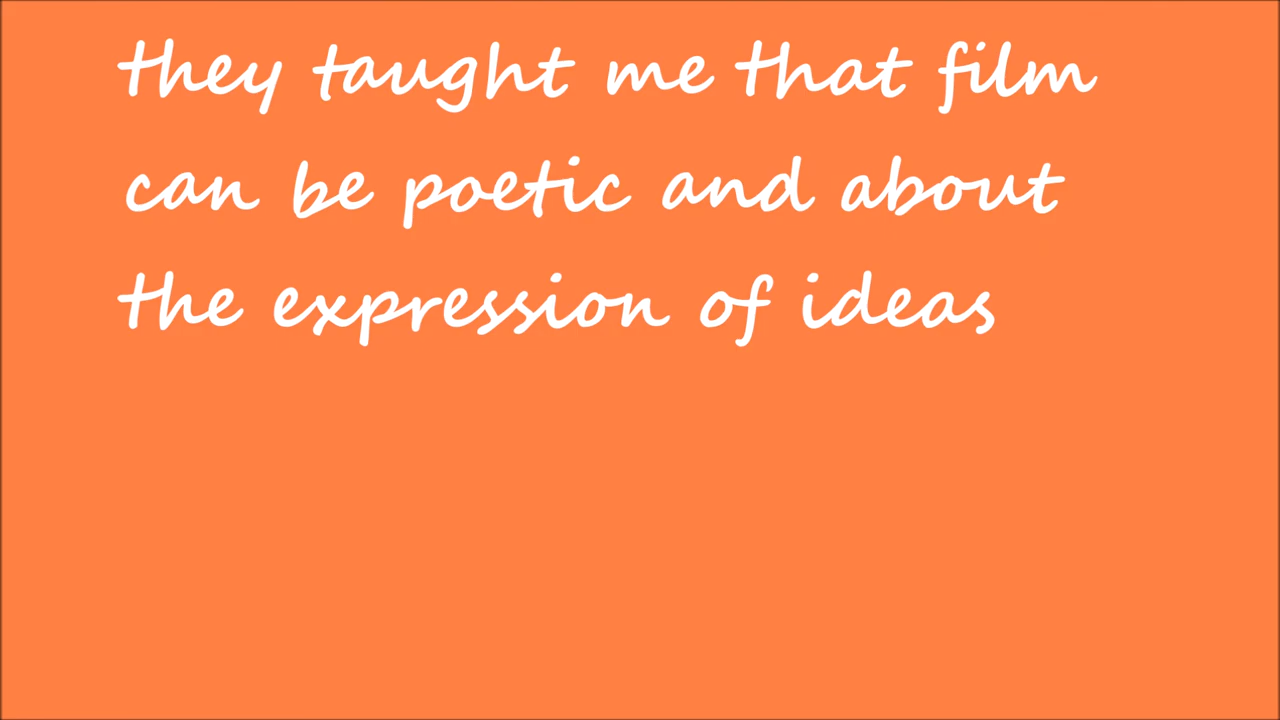 they taught me that film
can be poetic and about
the expression of ideas